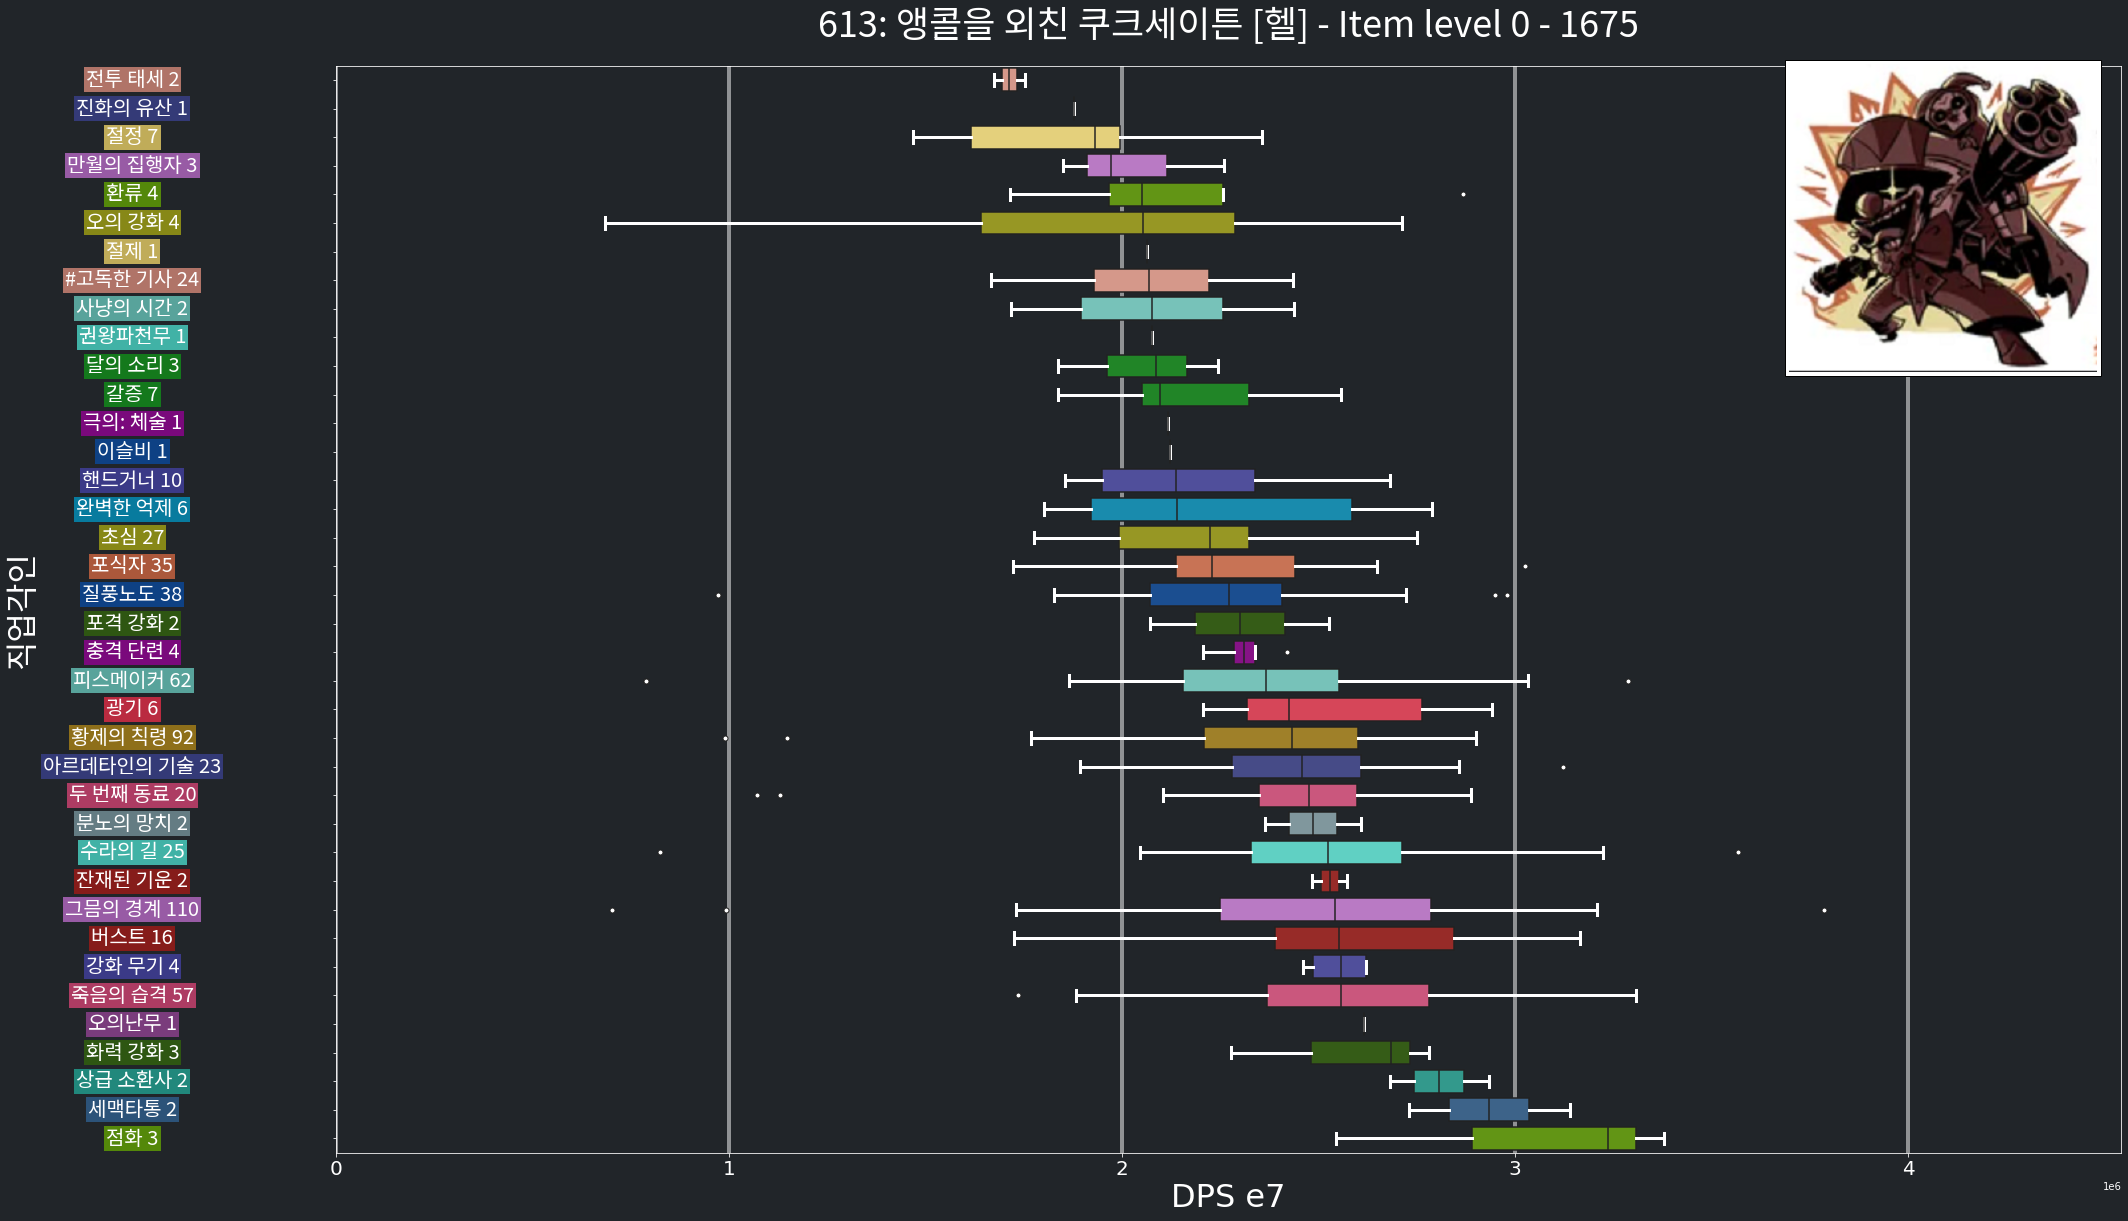 613: 앵콜을 외친 쿠크세이튼 [헬] - Item level 0 - 1675
전투 태세 2
진화의 유산 1
절정 7
만월의 집행자 3
환류 4
오의 강화 4
절제 1
#고독한 기사 24
사냥의 시간 2
권왕파천무 1
달의 소리 3
갈증 7
극의: 체술 1
이슬비 1
핸드거너 10
완벽한 억제 6
초심 27
포식자 35
질풍노도 38
포격 강화 2
충격 단련 4
피스메이커 62
광기 6
황제의 칙령 92
아르데타인의 기술 23
두 번째 동료 20
분노의 망치 2
수라의 길 25
잔재된 기운 2
그믐의 경계 110
버스트 16
강화 무기 4
죽음의 습격 57
오의난무 1
화력 강화 3
상급 소환사 2
세맥타통 2
점화 3
직업각인
0 1 2 3 4
1e6
DPS e7